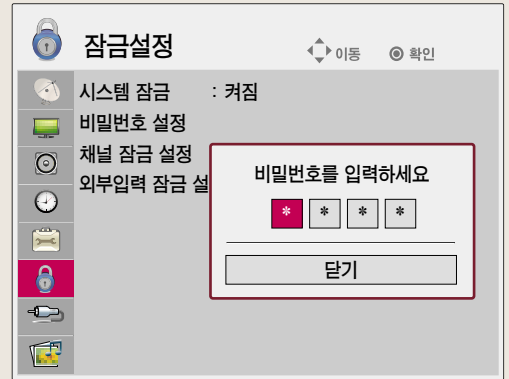 잠금설정
이동 확인
시스템 잠금 : 켜짐
비밀번호 설정
채널 잠금 설정
외부입력 잠금 설
비밀번호를 입력하세요
* * * *
닫기